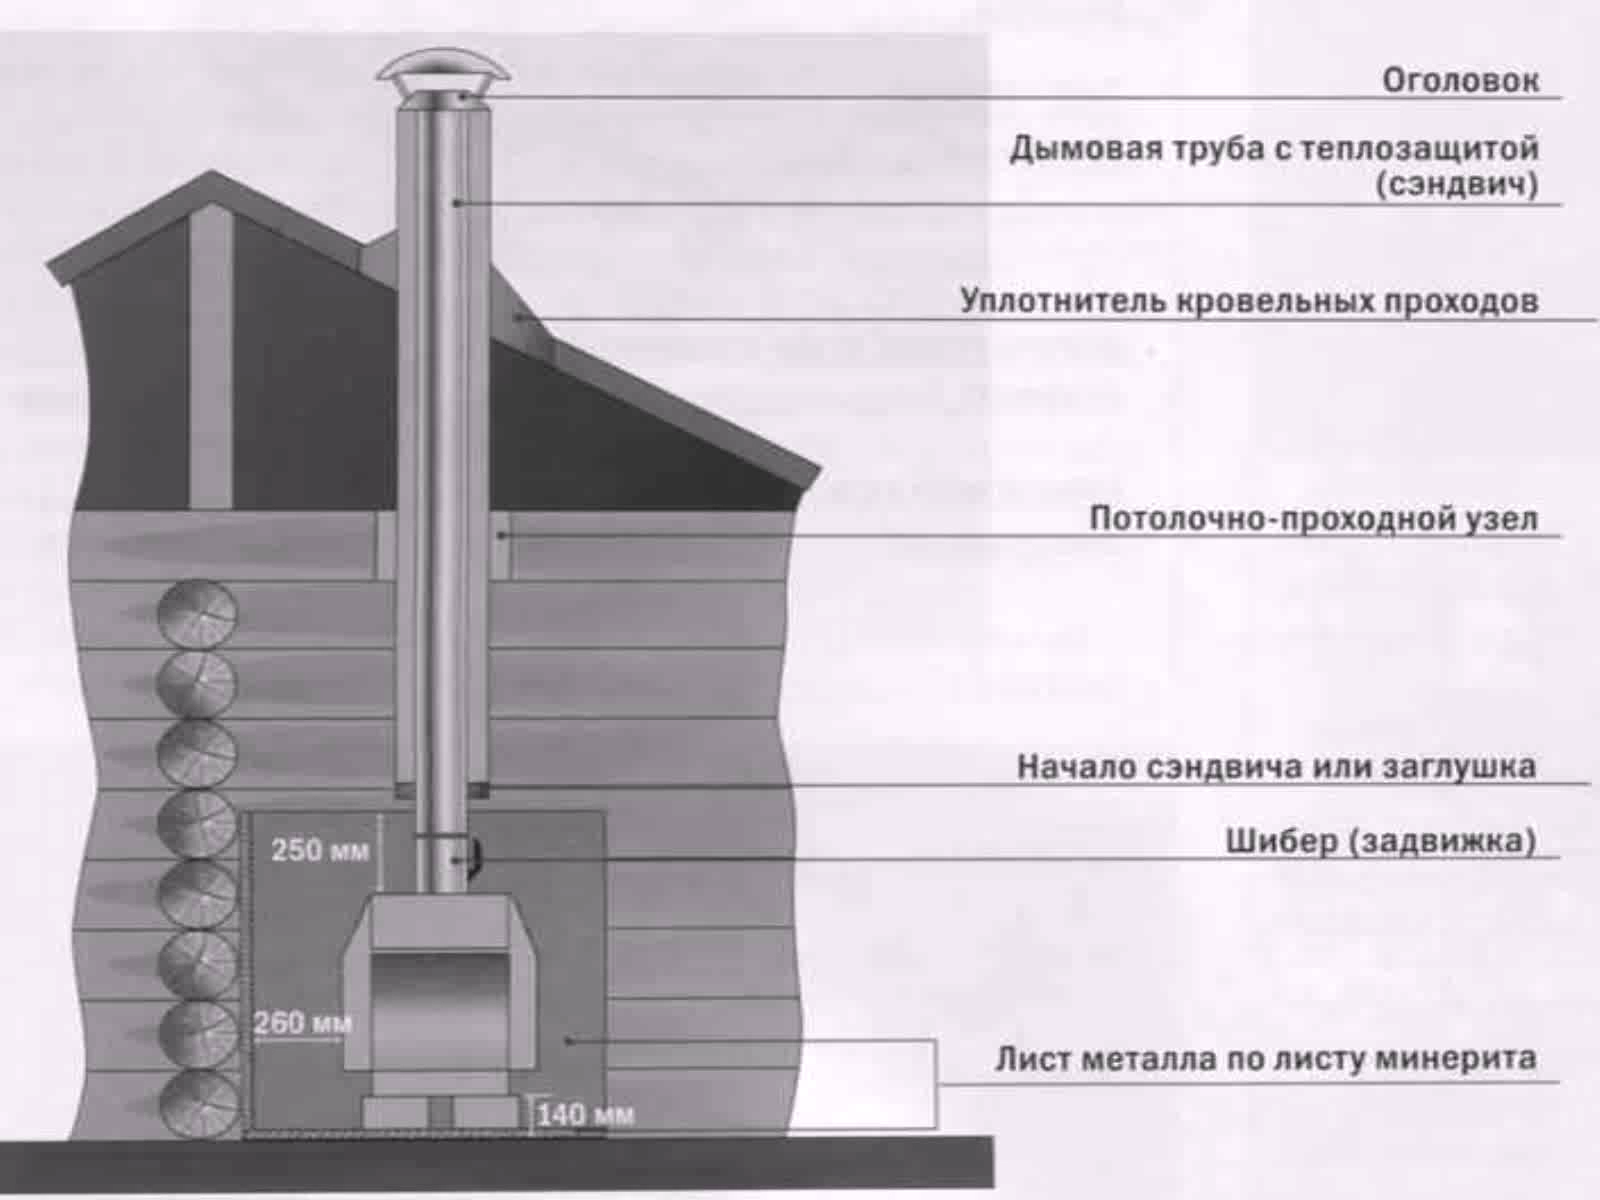 Оголовок
Дымовая труба с теплозащитой
(сэндвич)
Уплотнитель кровельных проходов
Потолочно-проходной узел
Начало сэндвича или заглушка
Шибер (задвижка)
250 мм
260 мм
Лист металла по листу минерита
140 мм